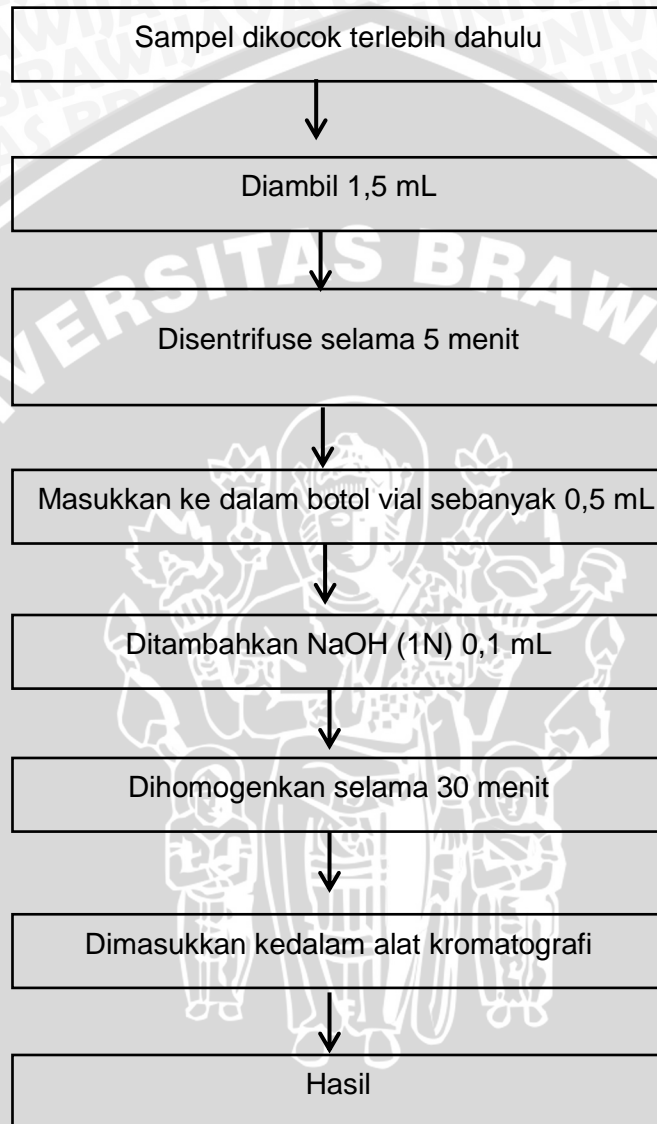 Sampel dikocok terlebih dahulu
Diambil 1,5 mL
Disentrifuse selama 5 menit
Masukkan ke dalam botol vial sebanyak 0,5 mL
Ditambahkan NaOH (1N) 0,1 mL
Dihomogenkan selama 30 menit
Dimasukkan kedalam alat kromatografi
Hasil